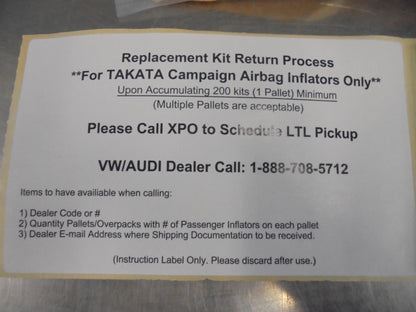 Replacement Kit Return Process
**For TAKATA Campaign Airbag Inflators Only**
Upon Accumulating 200 kits (1 Pallet) Minimum
(Multiple Pallets are acceptable)
Please Call XPO to Schedule LTL Pickup
VW/AUDI Dealer Call: 1-888-708-5712
Items to have availiable when calling:
1) Dealer Code or #
2) Quantity Pallets/Overpacks with # of Passenger Inflators on each pallet
3) Dealer E-mail Address where Shipping Documentation to be received.
(Instruction Label Only. Please discard after use.)